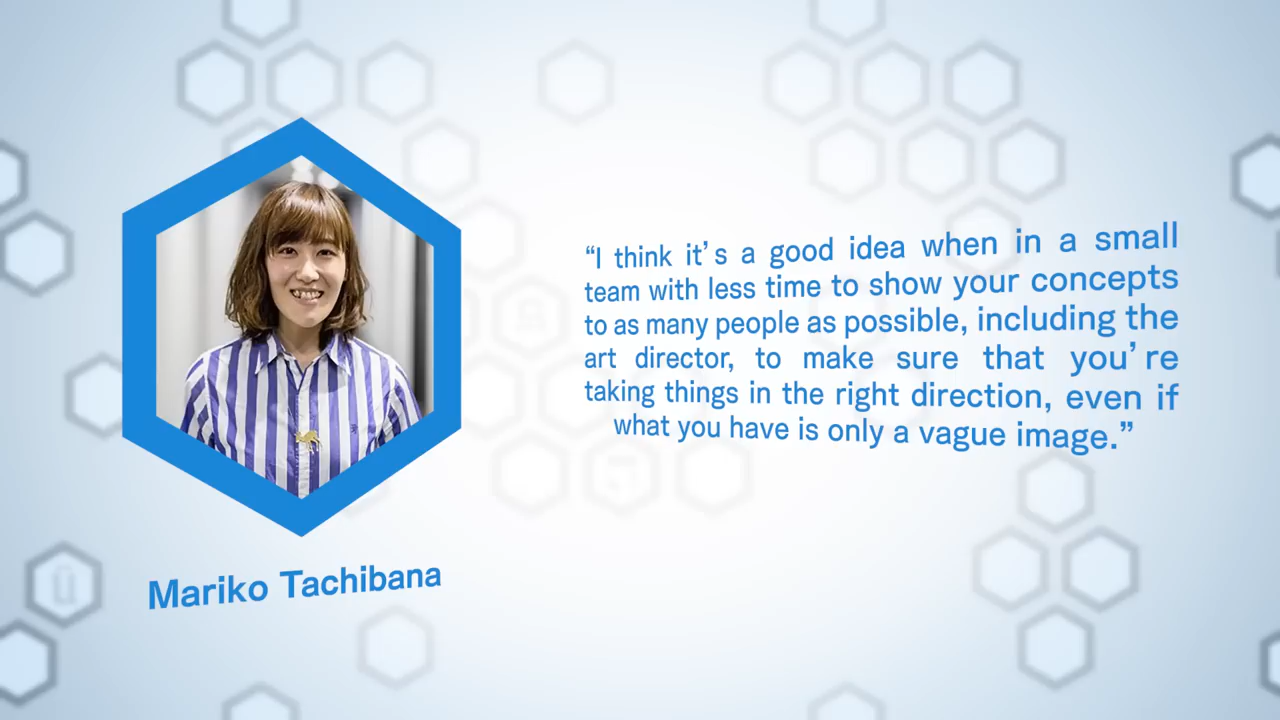 “I think it’s a good idea when in a small
team with less time to show your concepts
to as many people as possible, including the
art director, to make sure that you’re
taking things in the right direction, even if
what you have is only a vague image.”
Mariko Tachibana